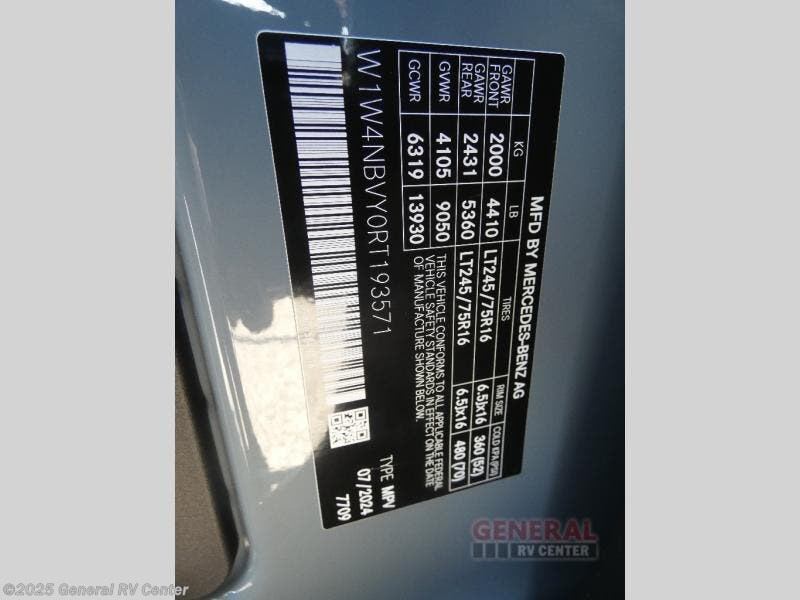 MFD BY MERCEDES-BENZ AG
KG LB TIRES RIM SIZE COLD KPA (PSI)
GAWR FRONT 2000 4410 LT245/75R16 6.5Jx16 360 (52)
GAWR REAR 2431 5360 LT245/75R16 6.5Jx16 480 (70)
GVWR 4105 9050
GCWR 6319 13930
THIS VEHICLE CONFORMS TO ALL APPLICABLE FEDERAL
VEHICLE SAFETY STANDARDS IN EFFECT ON THE DATE
OF MANUFACTURE SHOWN ABOVE.
W1W4NBVY0RT193571
TYPE MPV
07/2024
7709
GENERAL
RV CENTER
©2025 General RV Center